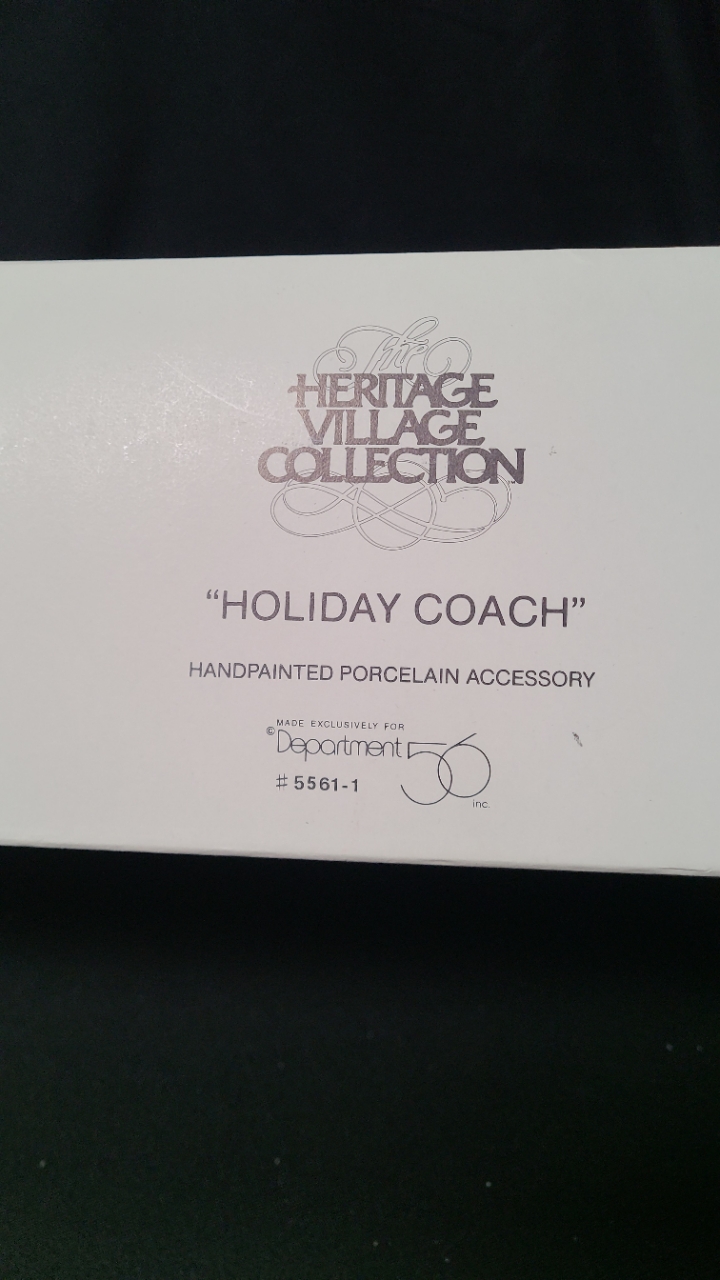 The
HERITAGE
VILLAGE
COLLECTION
“HOLIDAY COACH”
HANDPAINTED PORCELAIN ACCESSORY
MADE EXCLUSIVELY FOR
© Department 56
#5561-1
inc.